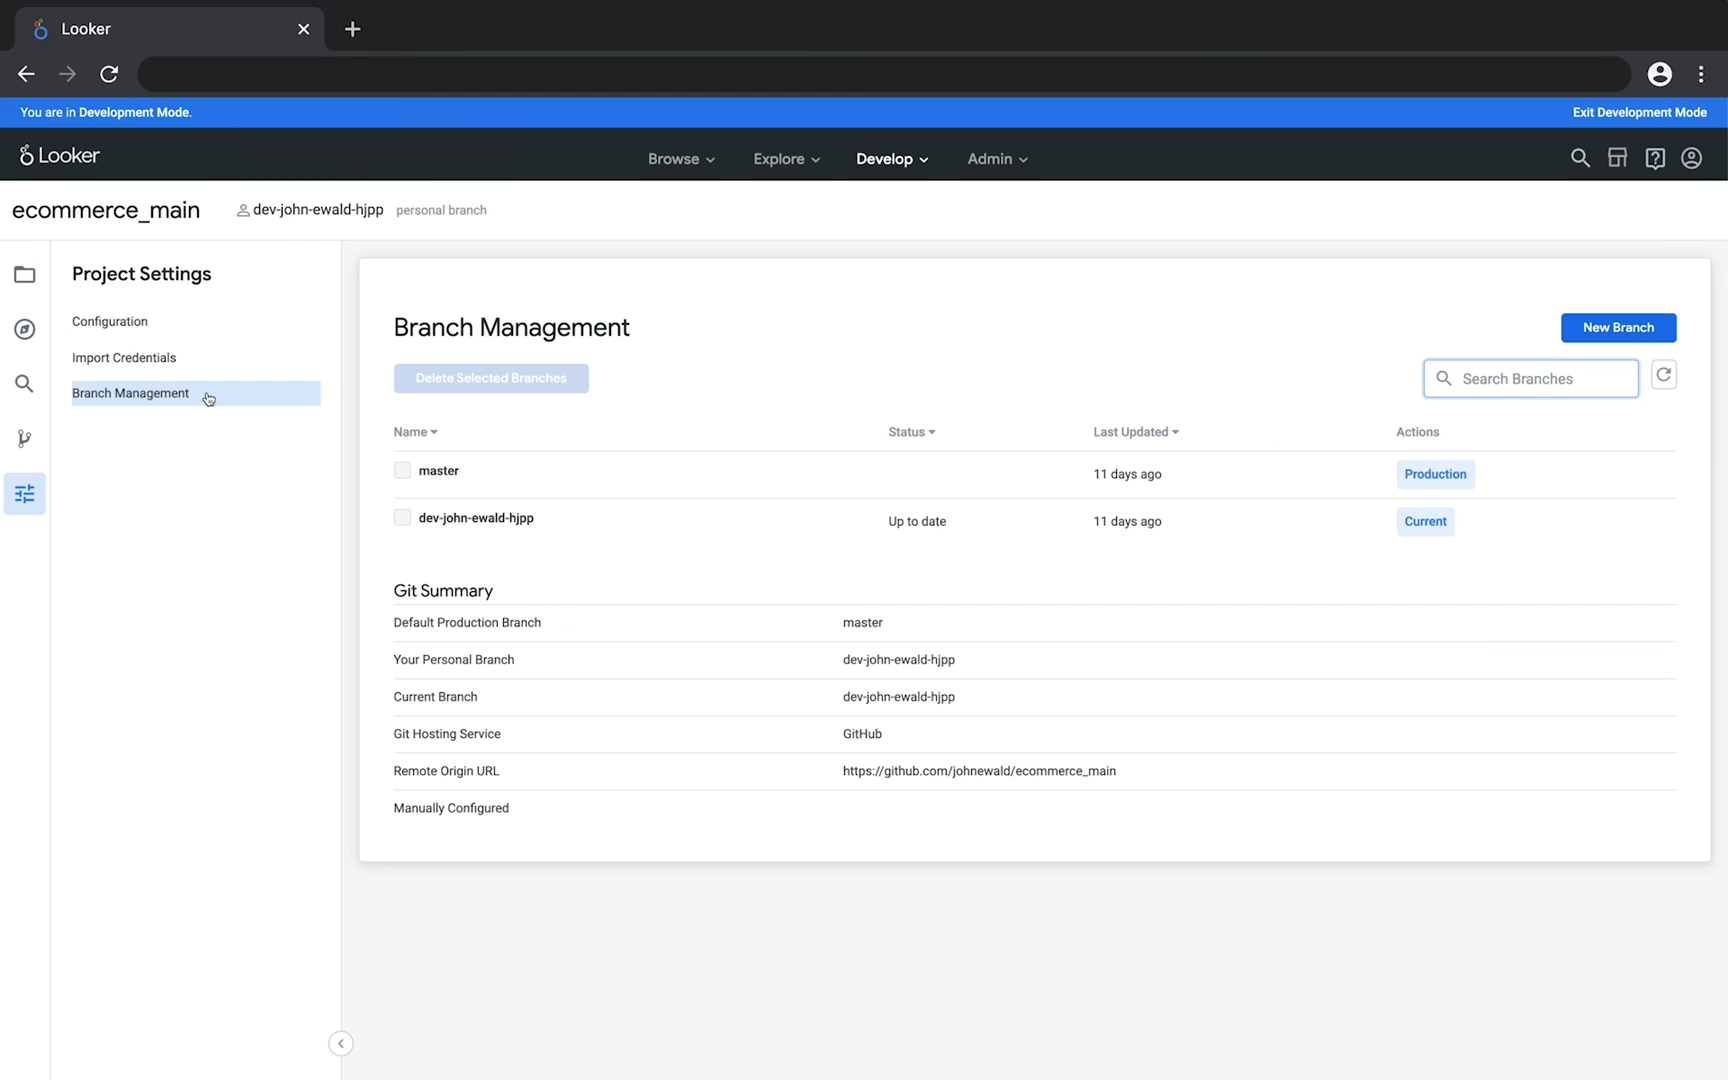 Looker
You are in Development Mode.
Exit Development Mode
Looker
Browse
Explore
Develop
Admin
ecommerce_main
dev-john-ewald-hjpp
personal branch
Project Settings
Configuration
Import Credentials
Branch Management
Branch Management
New Branch
Delete Selected Branches
Search Branches
Name
Status
Last Updated
Actions
master
11 days ago
Production
dev-john-ewald-hjpp
Up to date
11 days ago
Current
Git Summary
Default Production Branch
master
Your Personal Branch
dev-john-ewald-hjpp
Current Branch
dev-john-ewald-hjpp
Git Hosting Service
GitHub
Remote Origin URL
https://github.com/johnewald/ecommerce_main
Manually Configured